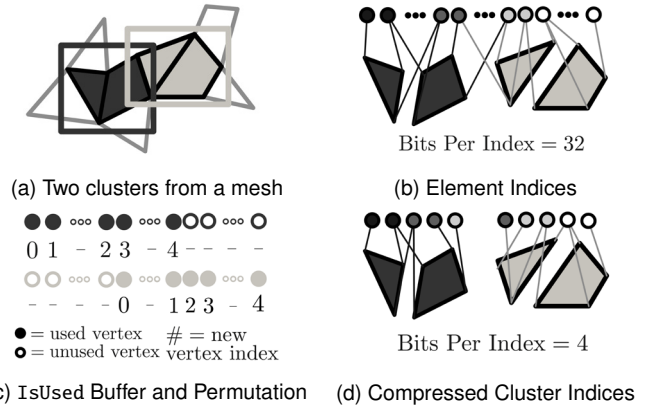 Bits Per Index = 32
(a) Two clusters from a mesh
(b) Element Indices
0 1 - 2 3 - 4 - - - -
- - - - 0 - 1 2 3 - 4
= used vertex # = new
= unused vertex vertex index
Bits Per Index = 4
) IsUsed Buffer and Permutation
(d) Compressed Cluster Indices